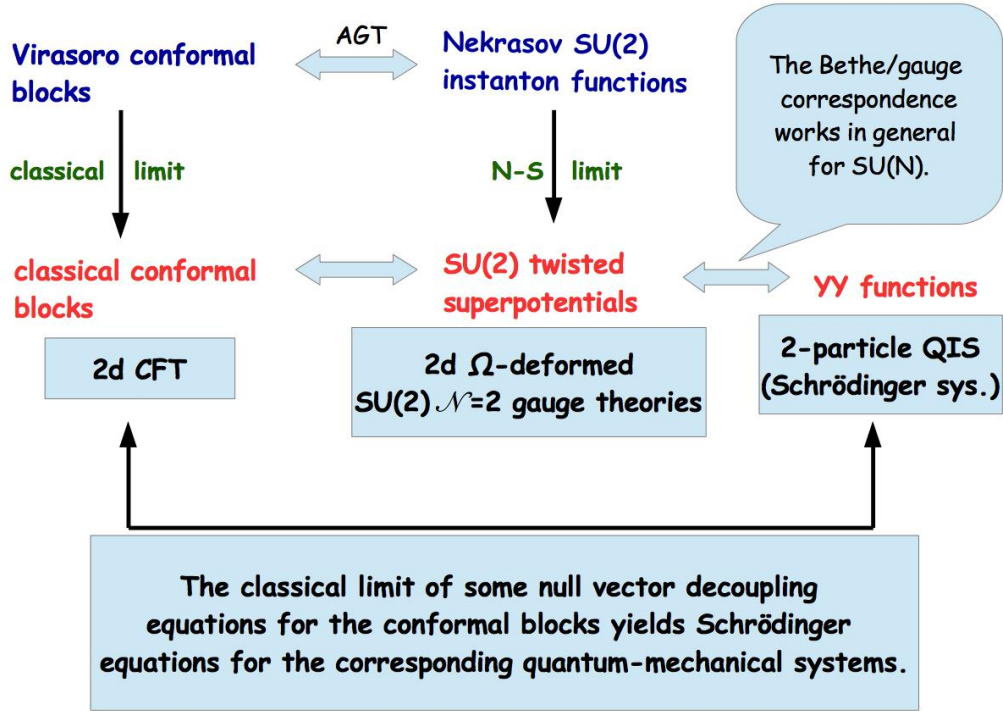 Virasoro conformal
blocks
AGT
Nekrasov SU(2)
instanton functions
The Bethe/gauge
correspondence
works in general
for SU(N).
classical limit
N-S limit
classical conformal
blocks
SU(2) twisted
superpotentials
YY functions
2d CFT
2d Ω-deformed
SU(2) 𝒩=2 gauge theories
2-particle QIS
(Schrödinger sys.)
The classical limit of some null vector decoupling
equations for the conformal blocks yields Schrödinger
equations for the corresponding quantum-mechanical systems.